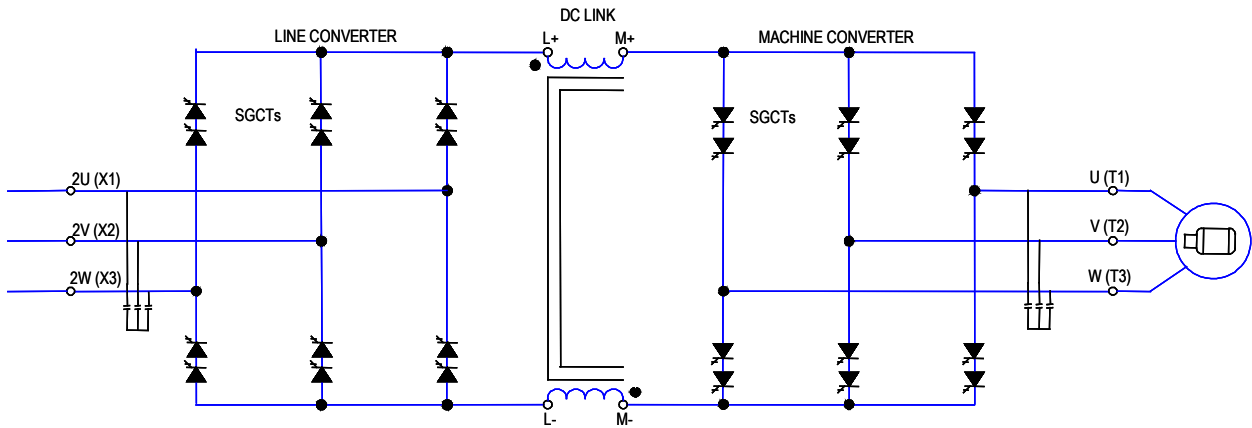 DC LINK
LINE CONVERTER
L+
M+
MACHINE CONVERTER
SGCTs
SGCTs
2U (X1)
U (T1)
2V (X2)
V (T2)
2W (X3)
W (T3)
L-
M-